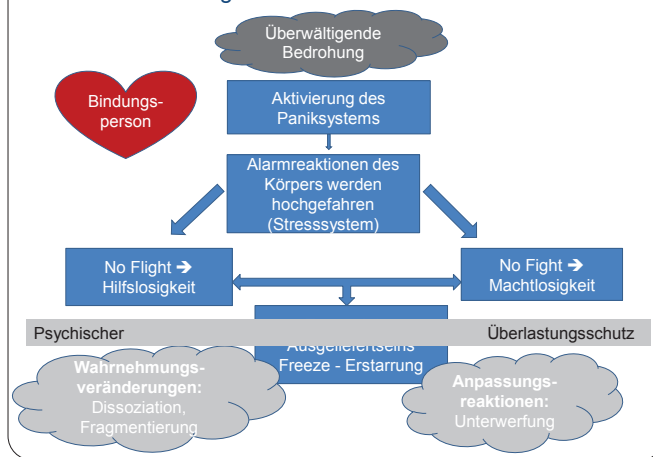 Überwältigende
Bedrohung
Bindungs-
person
Aktivierung des
Paniksystems
Alarmreaktionen des
Körpers werden
hochgefahren
(Stresssystem)
No Flight ➔
Hilfslosigkeit
No Fight ➔
Machtlosigkeit
Psychischer
Überlastungsschutz
Ausgeliefertseins
Freeze - Erstarrung
Wahrnehmungs-
veränderungen:
Dissoziation,
Fragmentierung
Anpassungs-
reaktionen:
Unterwerfung